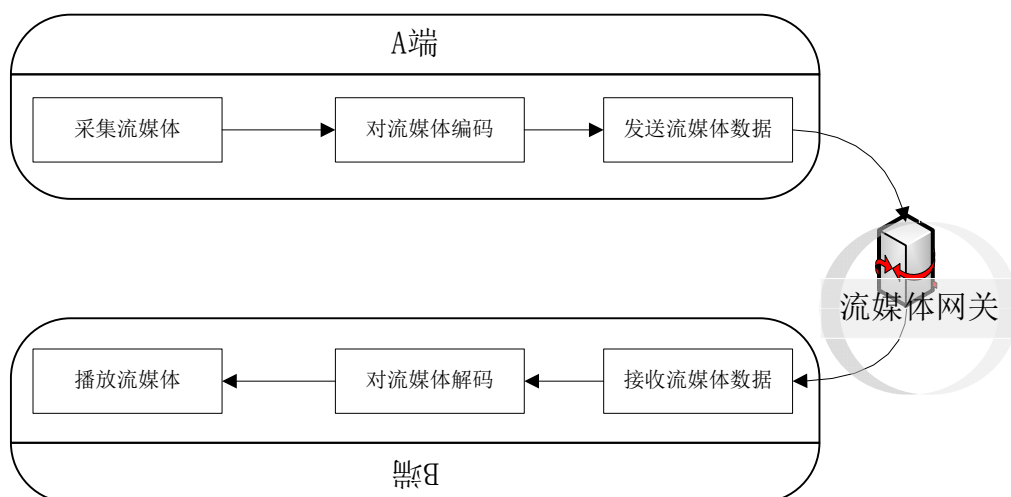 A端
采集流媒体
对流媒体编码
发送流媒体数据
流媒体网关
播放流媒体
对流媒体解码
接收流媒体数据
B端